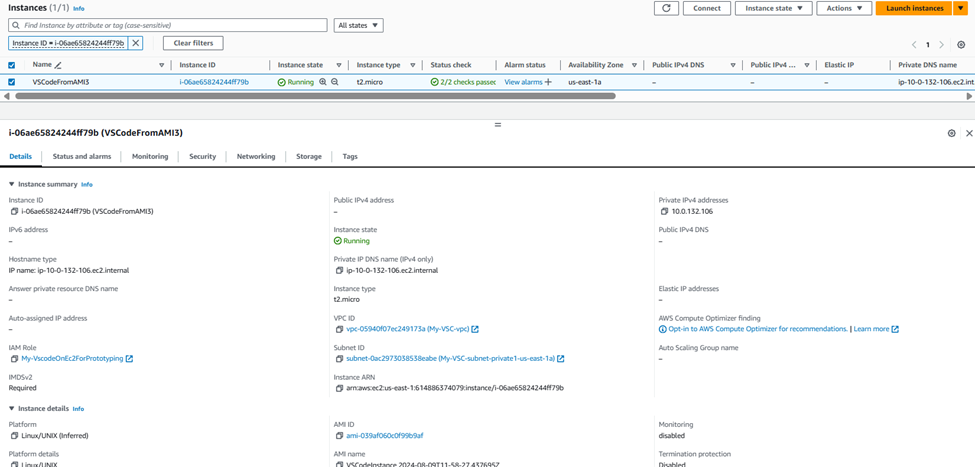 Instances (1/1) Info
Connect Instance state Actions Launch instances
Find Instance by attribute or tag (case-sensitive) All states
Instance ID = i-06ae65824244ff79b Clear filters
1
Name Instance ID Instance state Instance type Status check Alarm status Availability Zone Public IPv4 DNS Public IPv4 ... Elastic IP Private DNS name
VSCodeFromAMI3 i-06ae65824244ff79b Running t2.micro 2/2 checks passed View alarms + us-east-1a – – – ip-10-0-132-106.ec2.int
i-06ae65824244ff79b (VSCodeFromAMI3)
Details Status and alarms Monitoring Security Networking Storage Tags
Instance summary Info
Instance ID Public IPv4 address Private IPv4 addresses
i-06ae65824244ff79b (VSCodeFromAMI3) – 10.0.132.106
IPv6 address Instance state Public IPv4 DNS
– Running –
Hostname type Private IP DNS name (IPv4 only)
IP name: ip-10-0-132-106.ec2.internal ip-10-0-132-106.ec2.internal
Answer private resource DNS name Instance type Elastic IP addresses
– t2.micro –
Auto-assigned IP address VPC ID AWS Compute Optimizer finding
– vpc-05940f07ec249173a (My-VSC-vpc) Opt-in to AWS Compute Optimizer for recommendations. | Learn more
IAM Role Subnet ID Auto Scaling Group name
My-VscodeOnEc2ForPrototyping subnet-0ac2973038538eabe (My-VSC-subnet-private1-us-east-1a) –
IMDSv2 Instance ARN
Required arn:aws:ec2:us-east-1:614886374079:instance/i-06ae65824244ff79b
Instance details Info
Platform AMI ID Monitoring
Linux/UNIX (Inferred) ami-039af060c0f99b9af disabled
Platform details AMI name Termination protection
Linux/UNIX VSCodeInstance 2024-08-09T11-58-27.437695Z Disabled